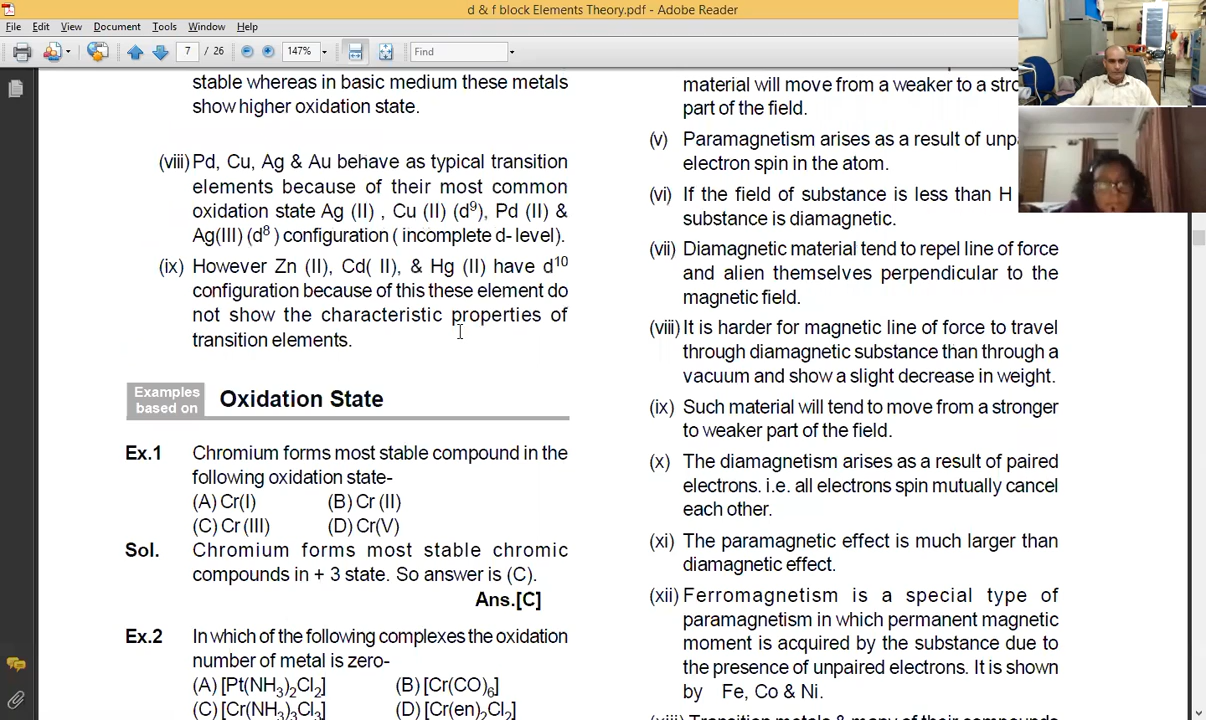 d & f block Elements Theory.pdf - Adobe Reader
File Edit View Document Tools Window Help
7 / 26 147% Find
stable whereas in basic medium these metals
show higher oxidation state.
(viii) Pd, Cu, Ag & Au behave as typical transition
elements because of their most common
oxidation state Ag (II) , Cu (II) (d⁹), Pd (II) &
Ag(III) (d⁸ ) configuration ( incomplete d- level).
(ix) However Zn (II), Cd( II), & Hg (II) have d¹⁰
configuration because of this these element do
not show the characteristic properties of
transition elements.
Examples
based on
Oxidation State
Ex.1 Chromium forms most stable compound in the
following oxidation state-
(A) Cr(I) (B) Cr (II)
(C) Cr (III) (D) Cr(V)
Sol. Chromium forms most stable chromic
compounds in + 3 state. So answer is (C).
Ans.[C]
Ex.2 In which of the following complexes the oxidation
number of metal is zero-
(A) [Pt(NH₃)₂Cl₂] (B) [Cr(CO)₆]
(C) [Cr(NH₃)₃Cl₃] (D) [Cr(en)₂Cl₂]
material will move from a weaker to a
part of the field.
(v) Paramagnetism arises as a result of
electron spin in the atom.
(vi) If the field of substance is less than H
substance is diamagnetic.
(vii) Diamagnetic material tend to repel line of force
and alien themselves perpendicular to the
magnetic field.
(viii) It is harder for magnetic line of force to travel
through diamagnetic substance than through a
vacuum and show a slight decrease in weight.
(ix) Such material will tend to move from a stronger
to weaker part of the field.
(x) The diamagnetism arises as a result of paired
electrons. i.e. all electrons spin mutually cancel
each other.
(xi) The paramagnetic effect is much larger than
diamagnetic effect.
(xii) Ferromagnetism is a special type of
paramagnetism in which permanent magnetic
moment is acquired by the substance due to
the presence of unpaired electrons. It is shown
by Fe, Co & Ni.
(xiii) Transition metals & many of their compounds